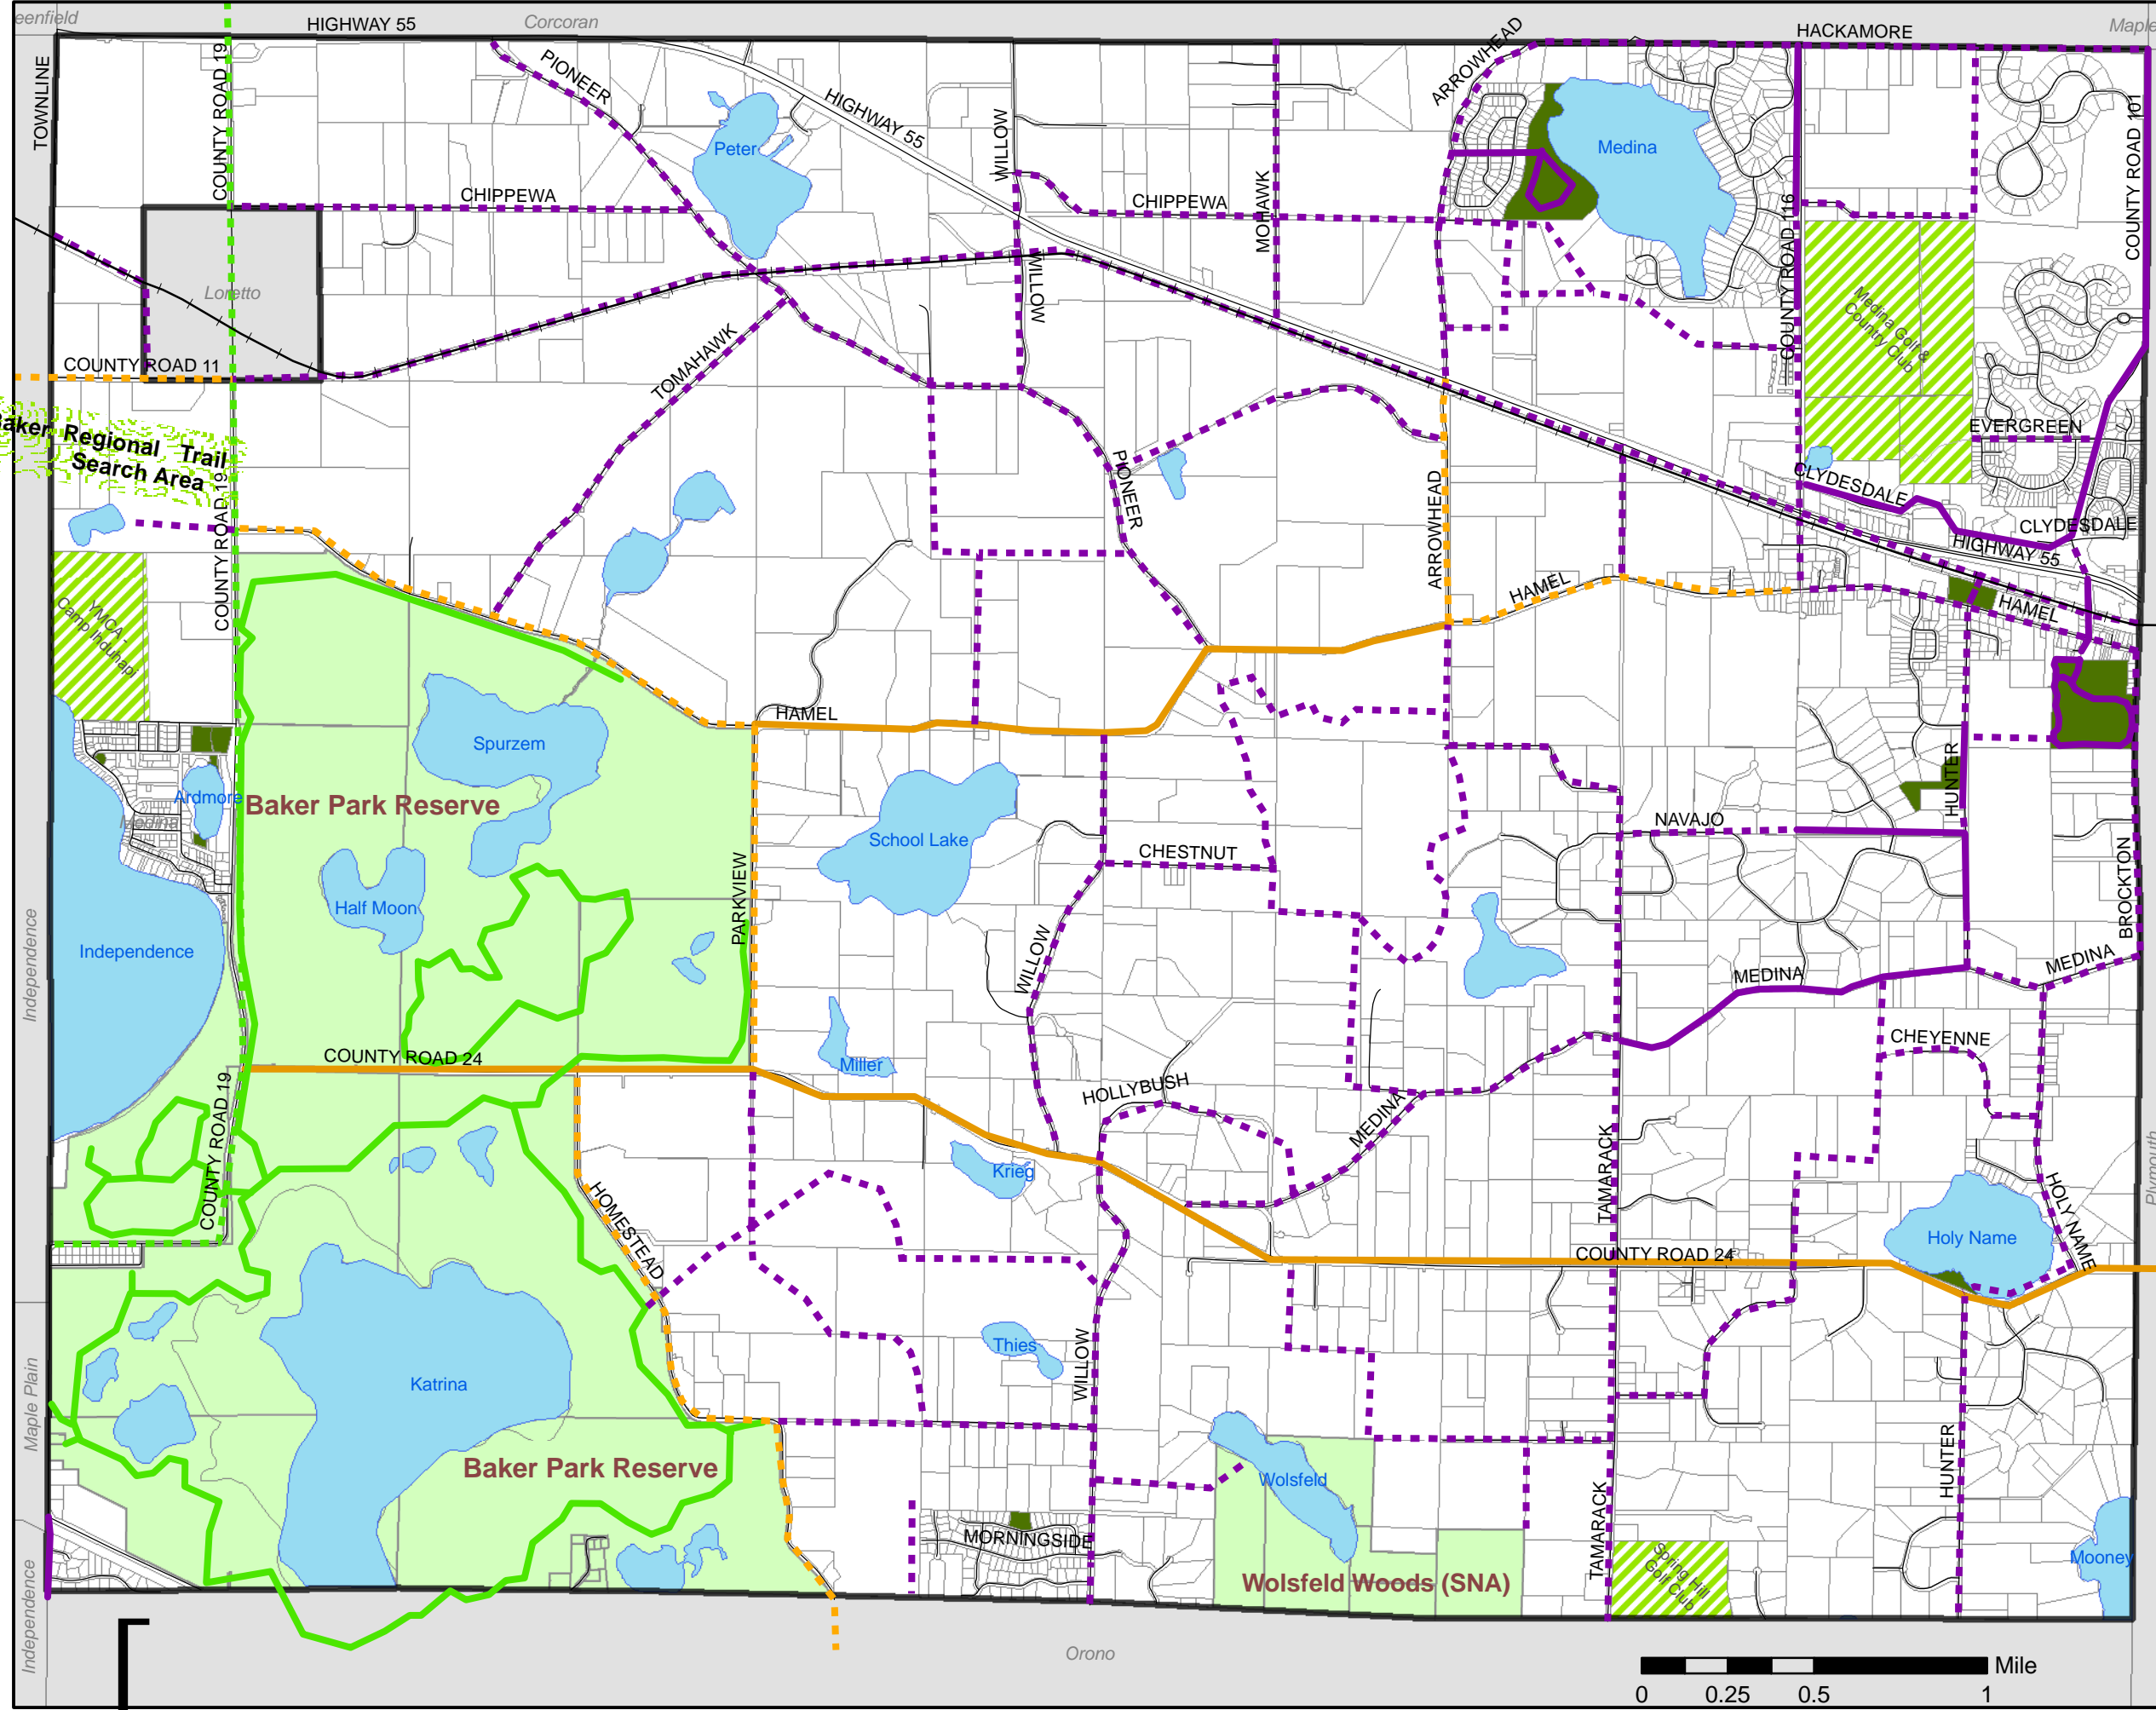 eenfield
Corcoran
Maple
HIGHWAY 55
HACKAMORE
ARROWHEAD
TOWNLINE
COUNTY ROAD 19
PIONEER
HIGHWAY 55
WILLOW
Peter
Medina
COUNTY ROAD 101
CHIPPEWA
CHIPPEWA
MOHAWK
COUNTY ROAD 116
WILLOW
Loretto
Medina Golf &
Country Club
COUNTY ROAD 11
TOMAHAWK
Baker Regional Trail
Search Area
EVERGREEN
PIONEER
ARROWHEAD
CLYDESDALE
CLYDESDALE
HIGHWAY 55
COUNTY ROAD 19
HAMEL
HAMEL
YMCA -
Camp Ihduhapi
HAMEL
Spurzem
HUNTER
Ardmore
Baker Park Reserve
Medina
School Lake
NAVAJO
CHESTNUT
PARKVIEW
BROCKTON
Half Moon
Independence
Independence
WILLOW
MEDINA
MEDINA
COUNTY ROAD 24
Miller
CHEYENNE
HOLLYBUSH
MEDINA
COUNTY ROAD 19
TAMARACK
Plymouth
Krieg
HOMESTEAD
HOLY NAME
Holy Name
COUNTY ROAD 24
Thies
WILLOW
Maple Plain
Katrina
HUNTER
Baker Park Reserve
Wolsfeld
TAMARACK
MORNINGSIDE
Spring Hill
Golf Club
Mooney
Wolsfeld Woods (SNA)
Independence
Orono
Mile
0 0.25 0.5 1